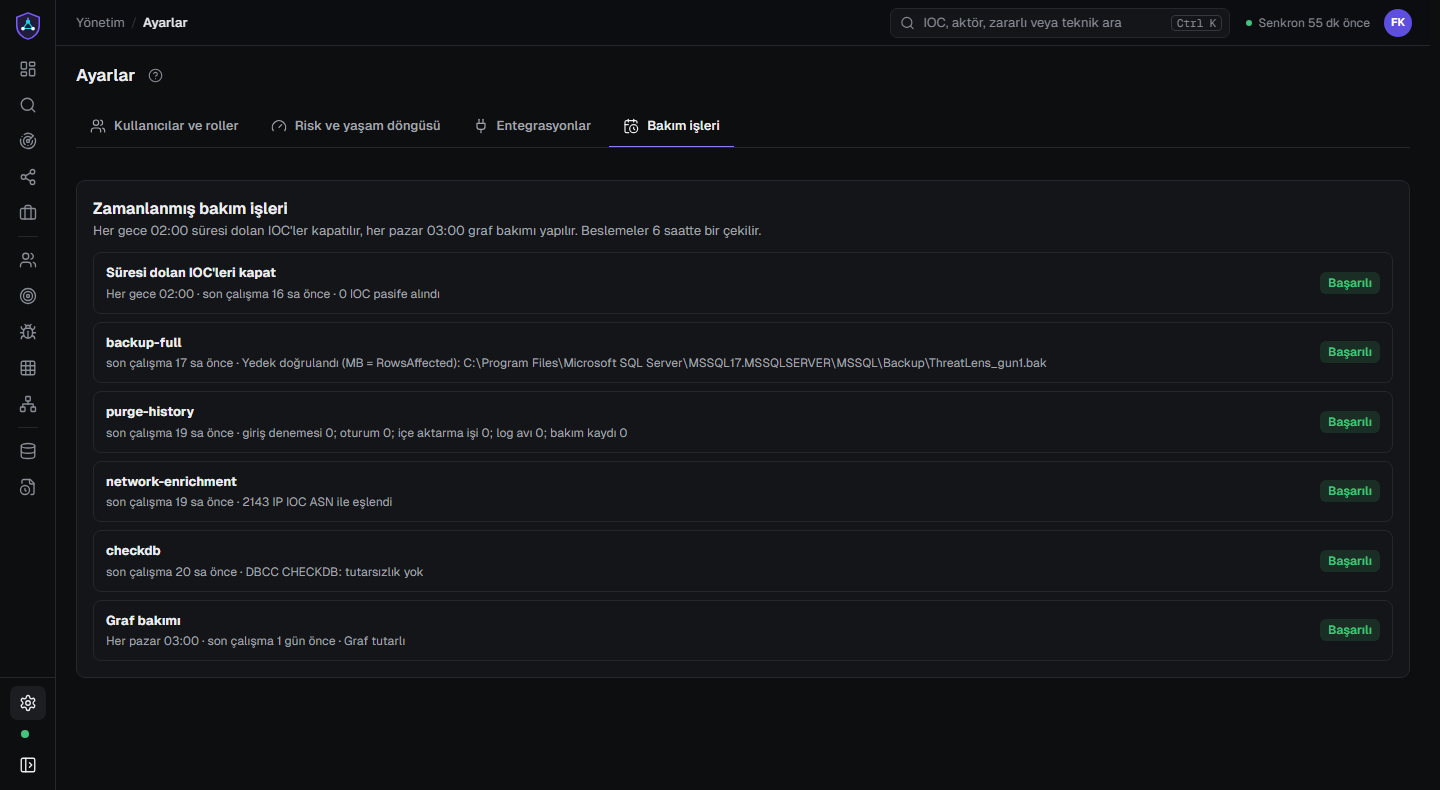 Yönetim / Ayarlar
IOC, aktör, zararlı veya teknik ara
Ctrl K
Senkron 55 dk önce
FK
Ayarlar
Kullanıcılar ve roller
Risk ve yaşam döngüsü
Entegrasyonlar
Bakım işleri
Zamanlanmış bakım işleri
Her gece 02:00 süresi dolan IOC'ler kapatılır, her pazar 03:00 graf bakımı yapılır. Beslemeler 6 saatte bir çekilir.
Süresi dolan IOC'leri kapat
Her gece 02:00 · son çalışma 16 sa önce · 0 IOC pasife alındı
Başarılı
backup-full
son çalışma 17 sa önce · Yedek doğrulandı (MB = RowsAffected): C:\Program Files\Microsoft SQL Server\MSSQL17.MSSQLSERVER\MSSQL\Backup\ThreatLens_gun1.bak
Başarılı
purge-history
son çalışma 19 sa önce · giriş denemesi 0; oturum 0; içe aktarma işi 0; log avı 0; bakım kaydı 0
Başarılı
network-enrichment
son çalışma 19 sa önce · 2143 IP IOC ASN ile eşlendi
Başarılı
checkdb
son çalışma 20 sa önce · DBCC CHECKDB: tutarsızlık yok
Başarılı
Graf bakımı
Her pazar 03:00 · son çalışma 1 gün önce · Graf tutarlı
Başarılı